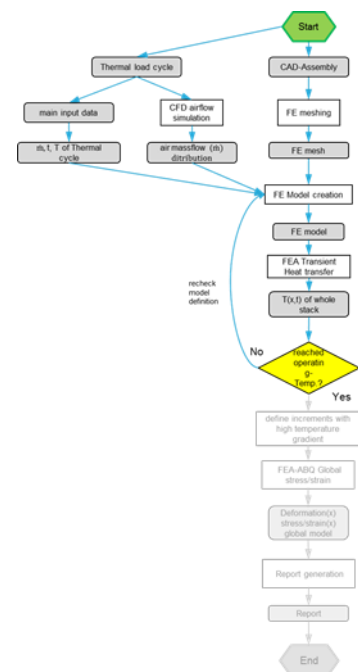 Start
Thermal load cycle
CAD-Assembly
main input data
CFD airflow
simulation
FE meshing
ṁ, t, T of Thermal
cycle
air massflow (ṁ)
ditribution
FE mesh
FE Model creation
FE model
FEA Transient
Heat transfer
recheck
model
definition
T(x,t) of whole
stack
No
reached
operatin
g-
Temp.?
Yes
define increments with
high temperature
gradient
FEA-ABQ Global
stress/strain
Deformation(x)
stress/strain(x)
global model
Report generation
Report
End